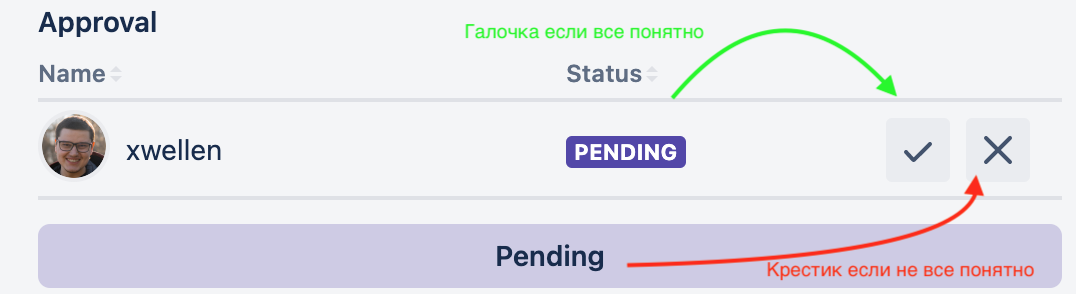 Approval
Галочка если все понятно
Name Status
xwellen PENDING
Pending
Крестик если не все понятно